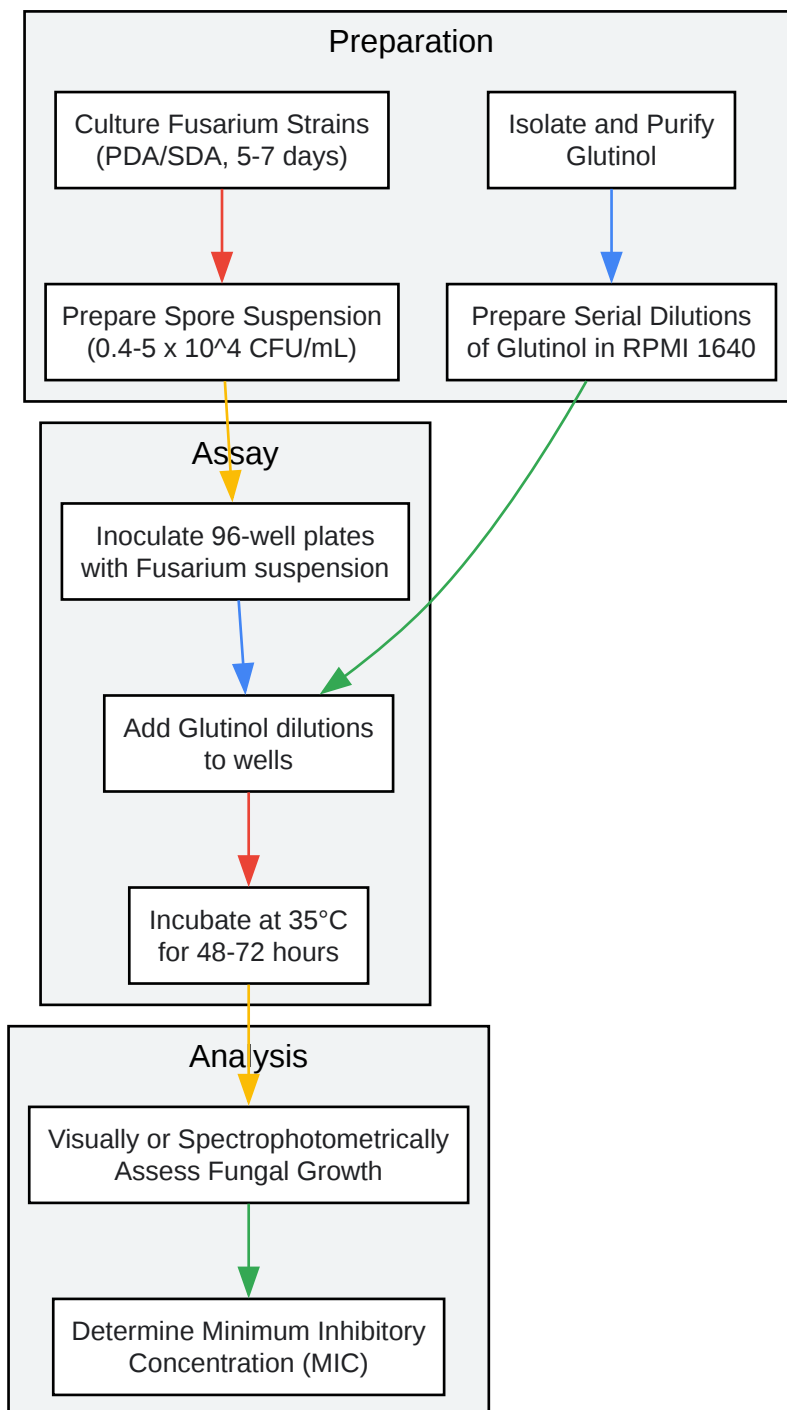 Preparation
Culture Fusarium Strains
(PDA/SDA, 5-7 days)
Isolate and Purify
Glutinol
Prepare Spore Suspension
(0.4-5 x 10^4 CFU/mL)
Prepare Serial Dilutions
of Glutinol in RPMI 1640
Assay
Inoculate 96-well plates
with Fusarium suspension
Add Glutinol dilutions
to wells
Incubate at 35°C
for 48-72 hours
Analysis
Visually or Spectrophotometrically
Assess Fungal Growth
Determine Minimum Inhibitory
Concentration (MIC)